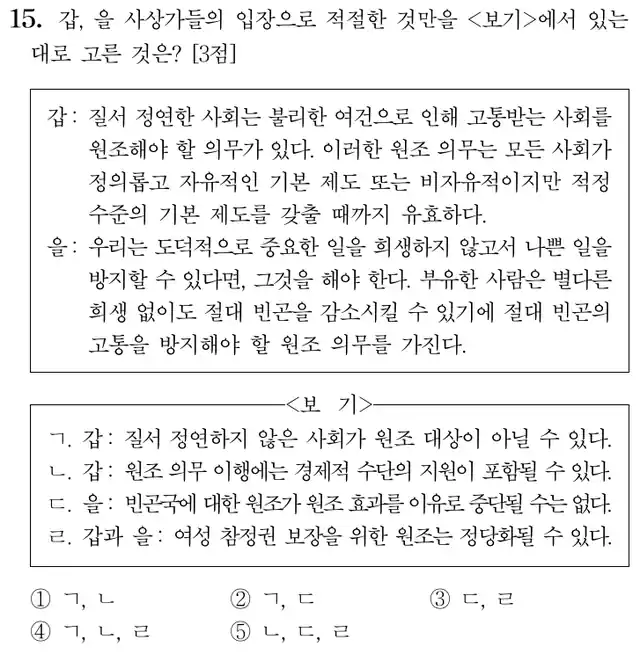 15. 갑, 을 사상가들의 입장으로 적절한 것만을 <보기>에서 있는
대로 고른 것은? [3점]
갑: 질서 정연한 사회는 불리한 여건으로 인해 고통받는 사회를
원조해야 할 의무가 있다. 이러한 원조 의무는 모든 사회가
정의롭고 자유적인 기본 제도 또는 비자유적이지만 적정
수준의 기본 제도를 갖출 때까지 유효하다.
을: 우리는 도덕적으로 중요한 일을 희생하지 않고서 나쁜 일을
방지할 수 있다면, 그것을 해야 한다. 부유한 사람은 별다른
희생 없이도 절대 빈곤을 감소시킬 수 있기에 절대 빈곤의
고통을 방지해야 할 원조 의무를 가진다.
<보 기>
ㄱ. 갑: 질서 정연하지 않은 사회가 원조 대상이 아닐 수 있다.
ㄴ. 갑: 원조 의무 이행에는 경제적 수단의 지원이 포함될 수 있다.
ㄷ. 을: 빈곤국에 대한 원조가 원조 효과를 이유로 중단될 수는 없다.
ㄹ. 갑과 을: 여성 참정권 보장을 위한 원조는 정당화될 수 있다.
① ㄱ, ㄴ ② ㄱ, ㄷ ③ ㄷ, ㄹ
④ ㄱ, ㄴ, ㄹ ⑤ ㄴ, ㄷ, ㄹ